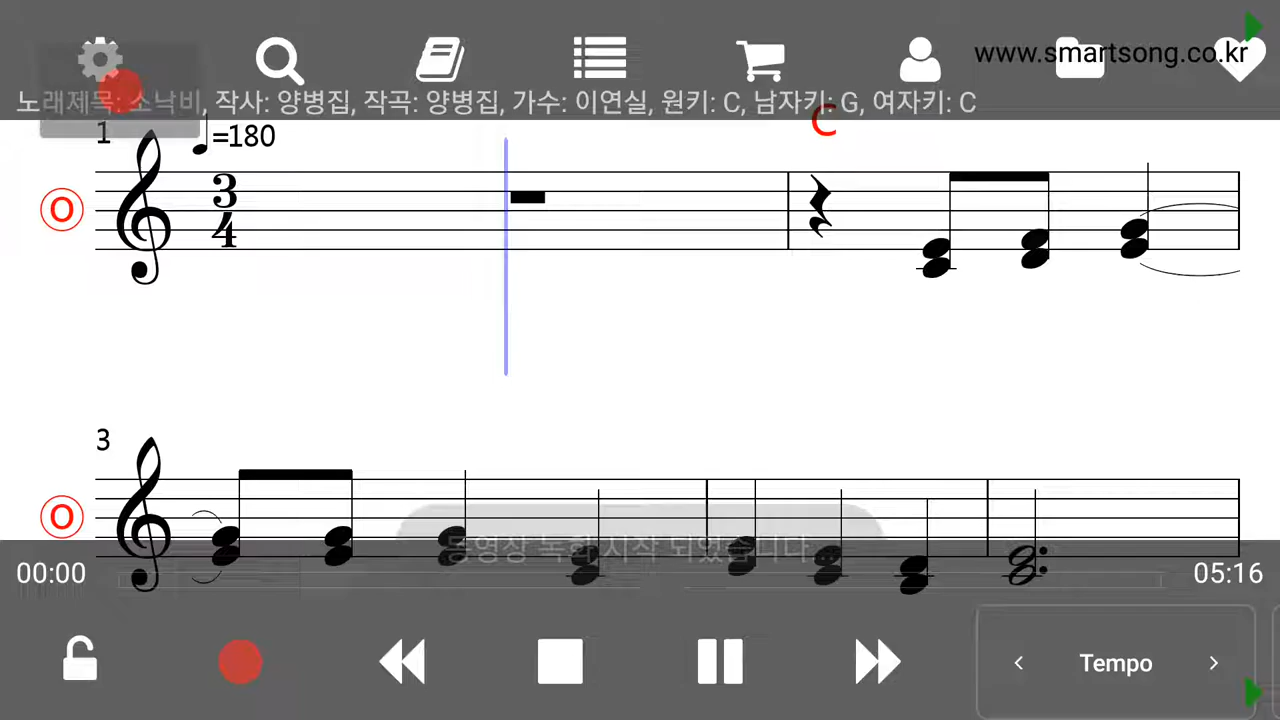 www.smartsong.co.kr
노래제목: 소낙비, 작사: 양병집, 작곡: 양병집, 가수: 이연실, 원키: C, 남자키: G, 여자키: C
1 =180 C
3
4
O
3
O
동영상 녹화 시작 되었습니다...
00:00 05:16
< Tempo >